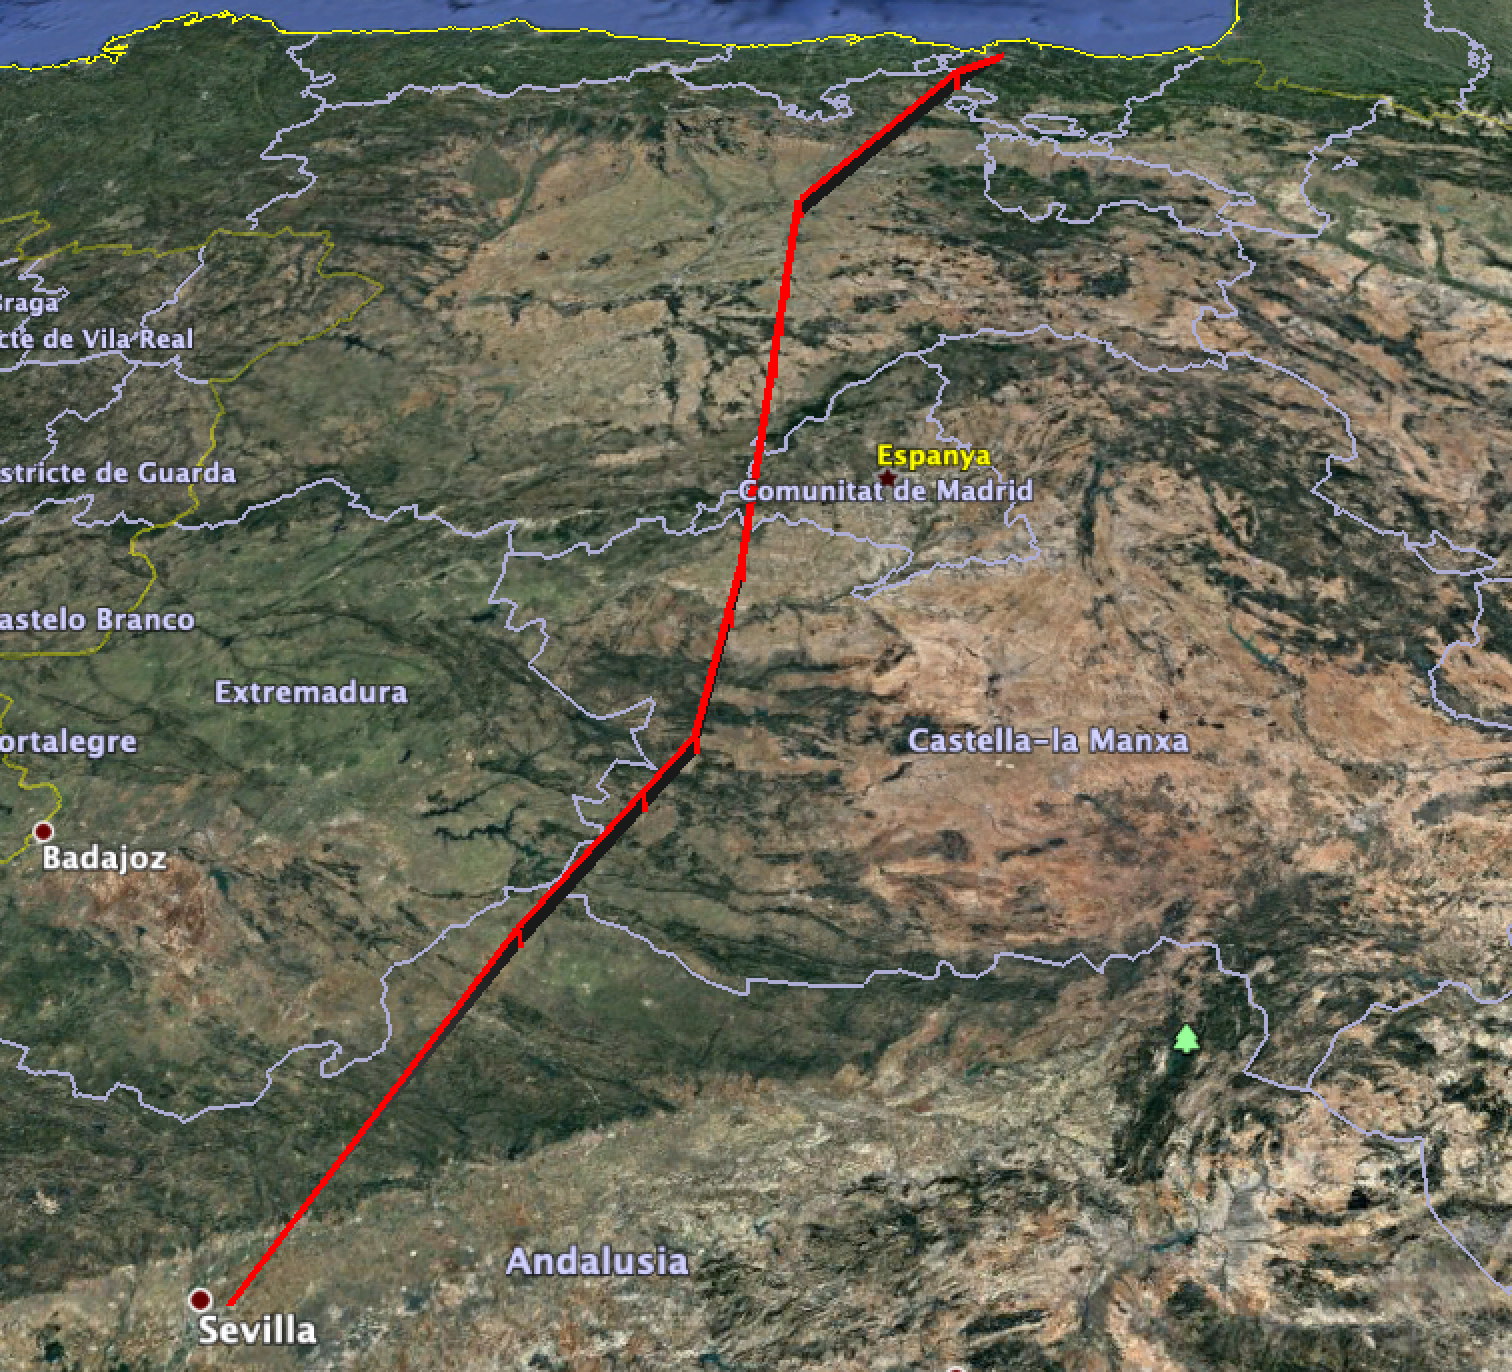 Braga
cte de Vila Real
Espanya
stricte de Guarda
Comunitat de Madrid
astelo Branco
Extremadura
ortalegre
Castella-la Manxa
Badajoz
Andalusia
Sevilla